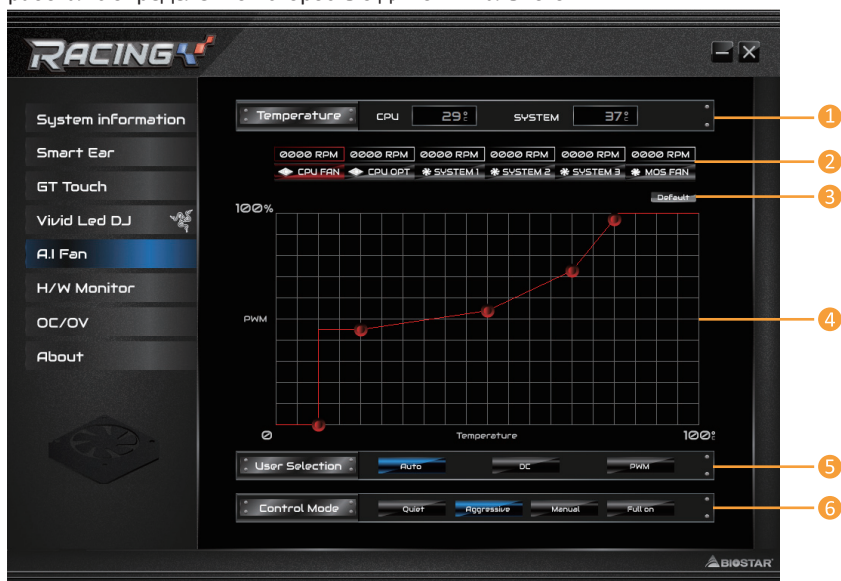 RACING
System information
Smart Ear
GT Touch
Vivid Led DJ
A.I Fan
H/W Monitor
OC/OV
About
Temperature CPU 29°C SYSTEM 37°C
1
0000 RPM 0000 RPM 0000 RPM 0000 RPM 0000 RPM 0000 RPM
2
CPU FAN CPU OPT SYSTEM 1 SYSTEM 2 SYSTEM 3 MOS FAN
Default
3
100%
PWM
4
0 Temperature 100°C
User Selection Auto DC PWM
5
Control Mode Quiet Aggressive Manual Full on
6
BIOSTAR